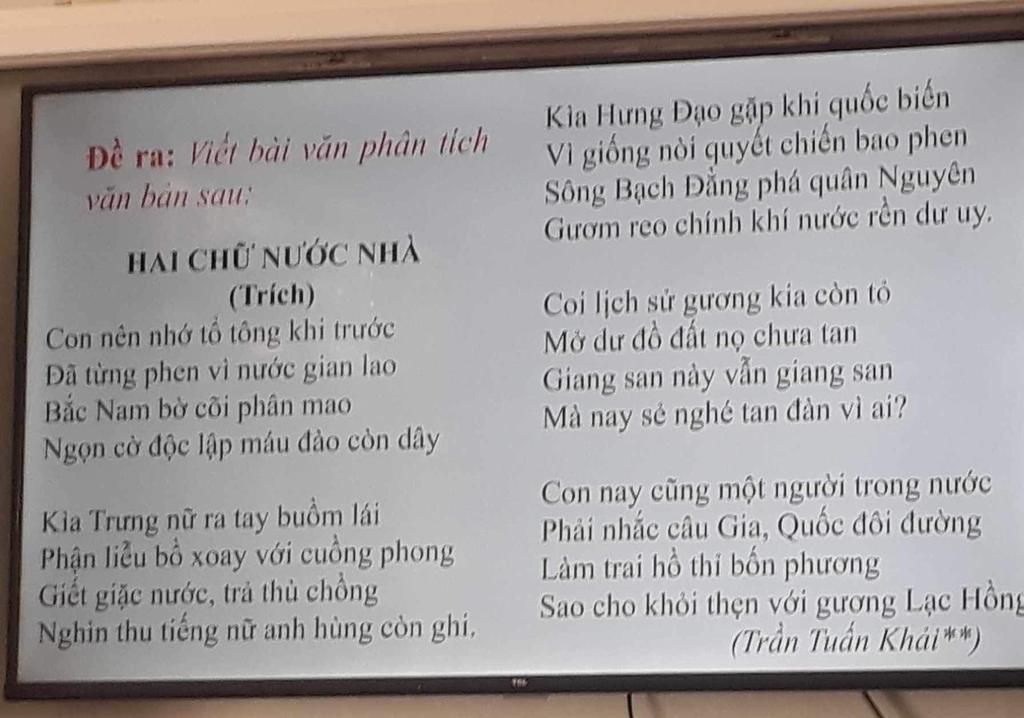 Đề ra: Viết bài văn phân tích
văn bản sau:
HAI CHỮ NƯỚC NHÀ
(Trích)
Con nên nhớ tổ tông khi trước
Đã từng phen vì nước gian lao
Bắc Nam bờ cõi phân mao
Ngọn cờ độc lập máu đào còn dây
Kìa Trưng nữ ra tay buồm lái
Phận liễu bồ xoay với cuồng phong
Giết giặc nước, trả thù chồng
Nghìn thu tiếng nữ anh hùng còn ghi.
Kìa Hưng Đạo gặp khi quốc biến
Vì giống nòi quyết chiến bao phen
Sông Bạch Đằng phá quân Nguyên
Gươm reo chính khí nước rền dư uy.
Coi lịch sử gương kia còn tỏ
Mở dư đồ đất nọ chưa tan
Giang san này vẫn giang san
Mà nay sẻ nghé tan đàn vì ai?
Con nay cũng một người trong nước
Phải nhắc câu Gia, Quốc đôi đường
Làm trai hồ thỉ bốn phương
Sao cho khỏi thẹn với gương Lạc Hồng
(Trần Tuấn Khải**)